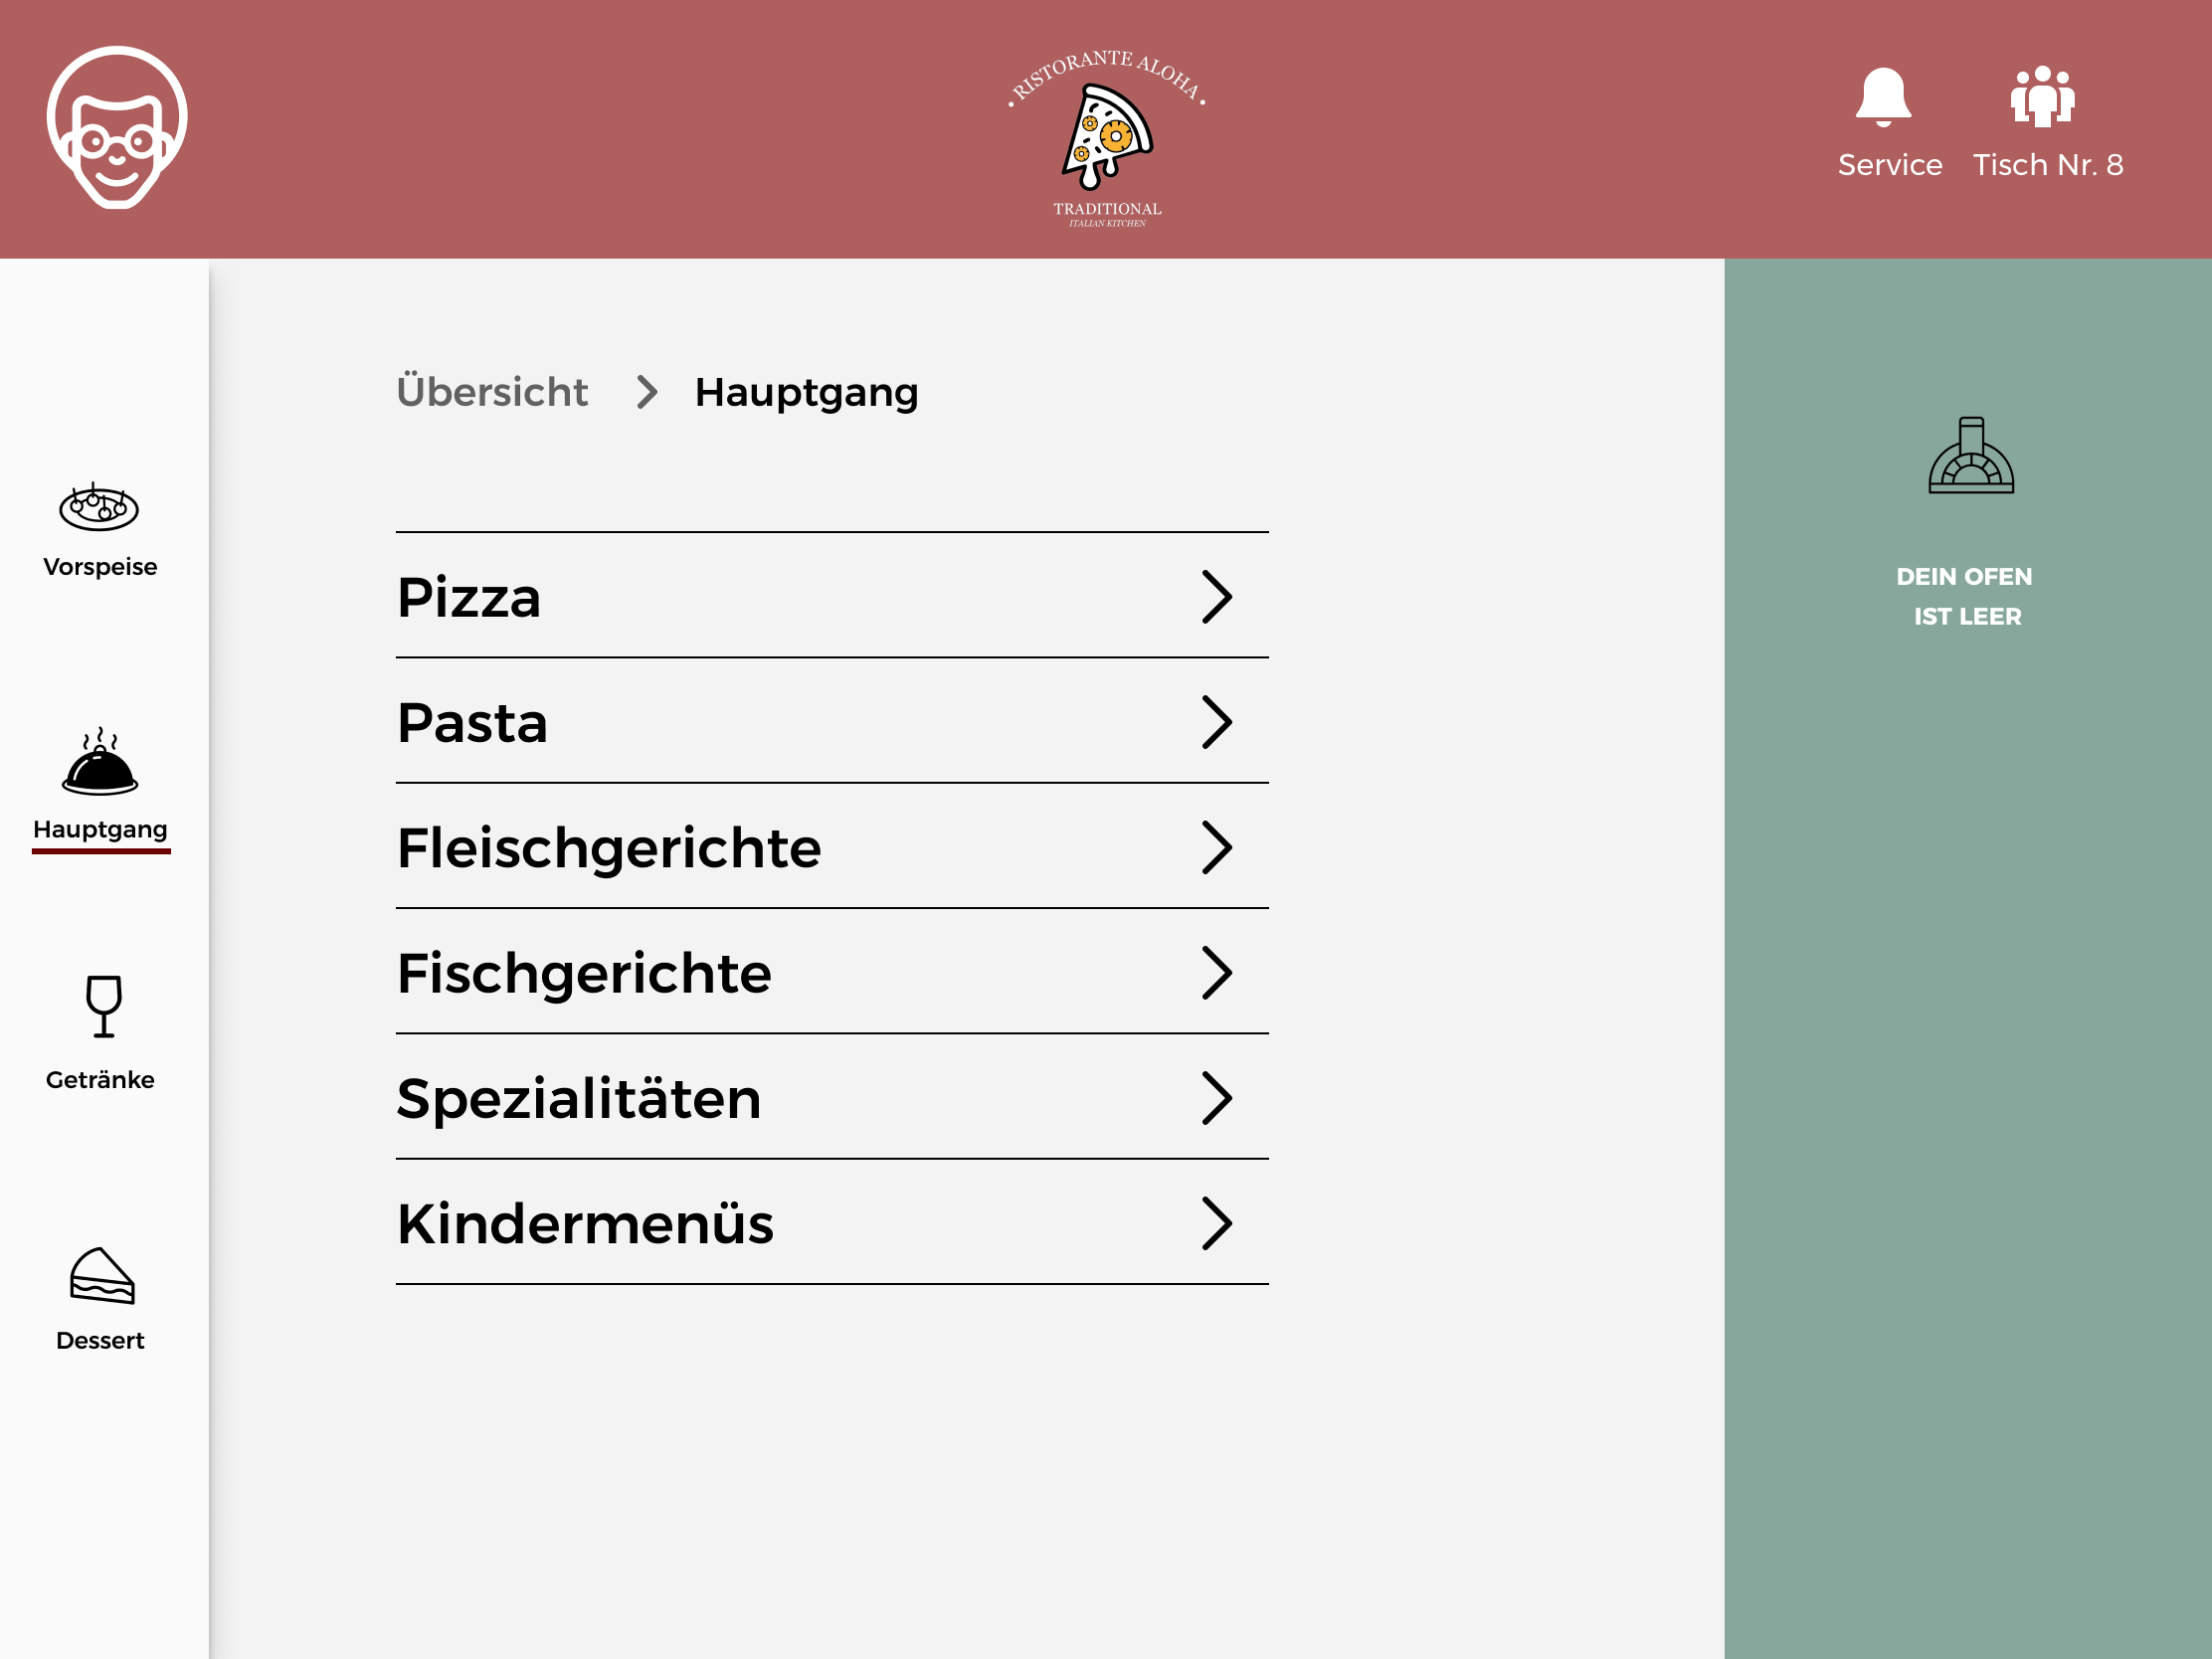 • RISTORANTE ALOHA •
TRADITIONAL
ITALIAN KITCHEN
Service
Tisch Nr. 8
Übersicht > Hauptgang
Vorspeise
Hauptgang
Getränke
Dessert
Pizza
Pasta
Fleischgerichte
Fischgerichte
Spezialitäten
Kindermenüs
DEIN OFEN
IST LEER